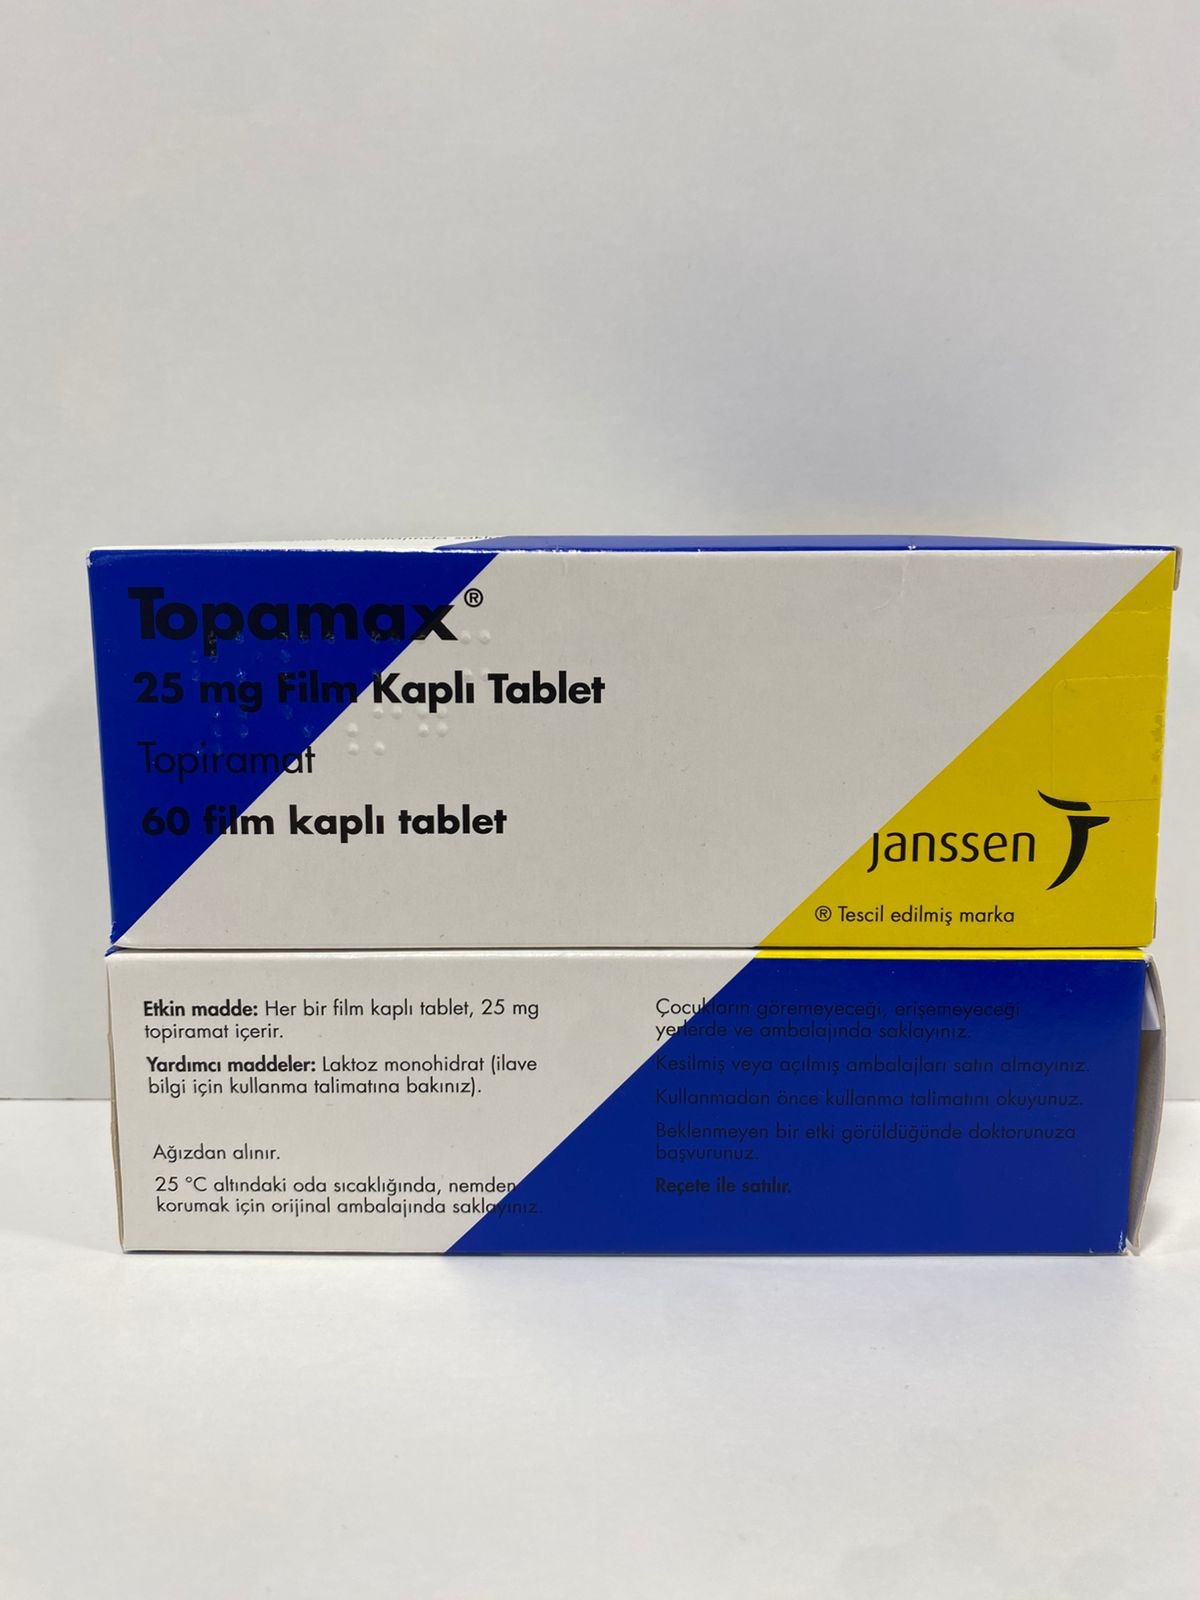 Topamax®
25 mg Film Kaplı Tablet
Topiramat
60 film kaplı tablet
janssen
® Tescil edilmiş marka
Etkin madde: Her bir film kaplı tablet, 25 mg
topiramat içerir.
Yardımcı maddeler: Laktoz monohidrat (ilave
bilgi için kullanma talimatına bakınız).
Ağızdan alınır.
25 °C altındaki oda sıcaklığında, nemden
korumak için orijinal ambalajında saklayınız.
Çocukların göremeyeceği, erişemeyeceği
yerlerde ve ambalajında saklayınız.
Kesilmiş veya açılmış ambalajları satın almayınız.
Kullanmadan önce kullanma talimatını okuyunuz.
Beklenmeyen bir etki görüldüğünde doktorunuza
başvurunuz.
Reçete ile satılır.